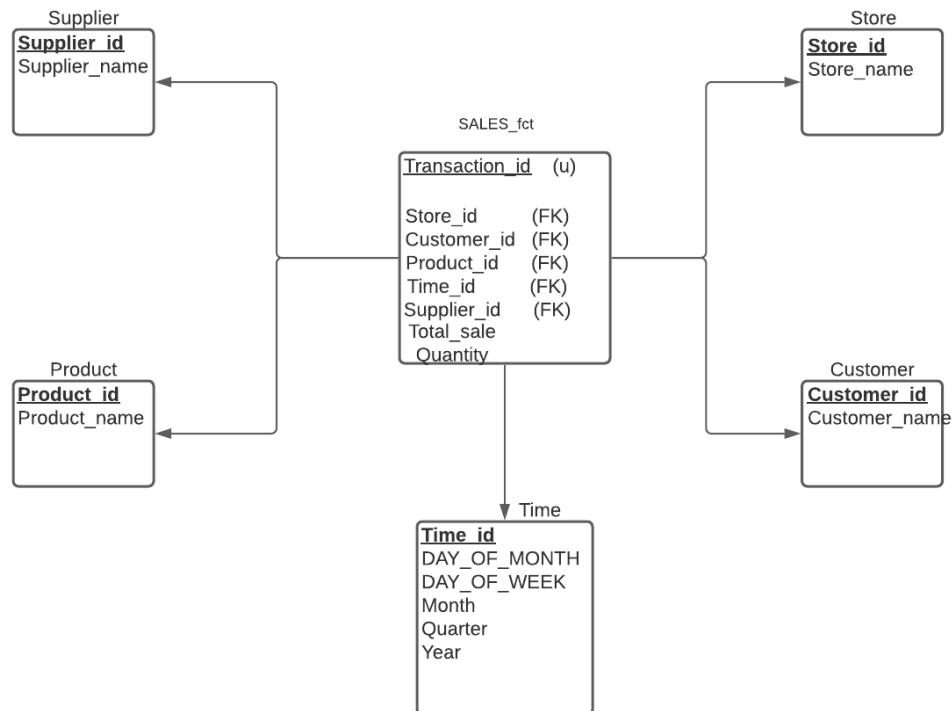 Supplier
Supplier_id
Supplier_name
Store
Store_id
Store_name
SALES_fct
Transaction_id (u)
Store_id (FK)
Customer_id (FK)
Product_id (FK)
Time_id (FK)
Supplier_id (FK)
Total_sale
Quantity
Product
Product_id
Product_name
Customer
Customer_id
Customer_name
Time
Time_id
DAY_OF_MONTH
DAY_OF_WEEK
Month
Quarter
Year